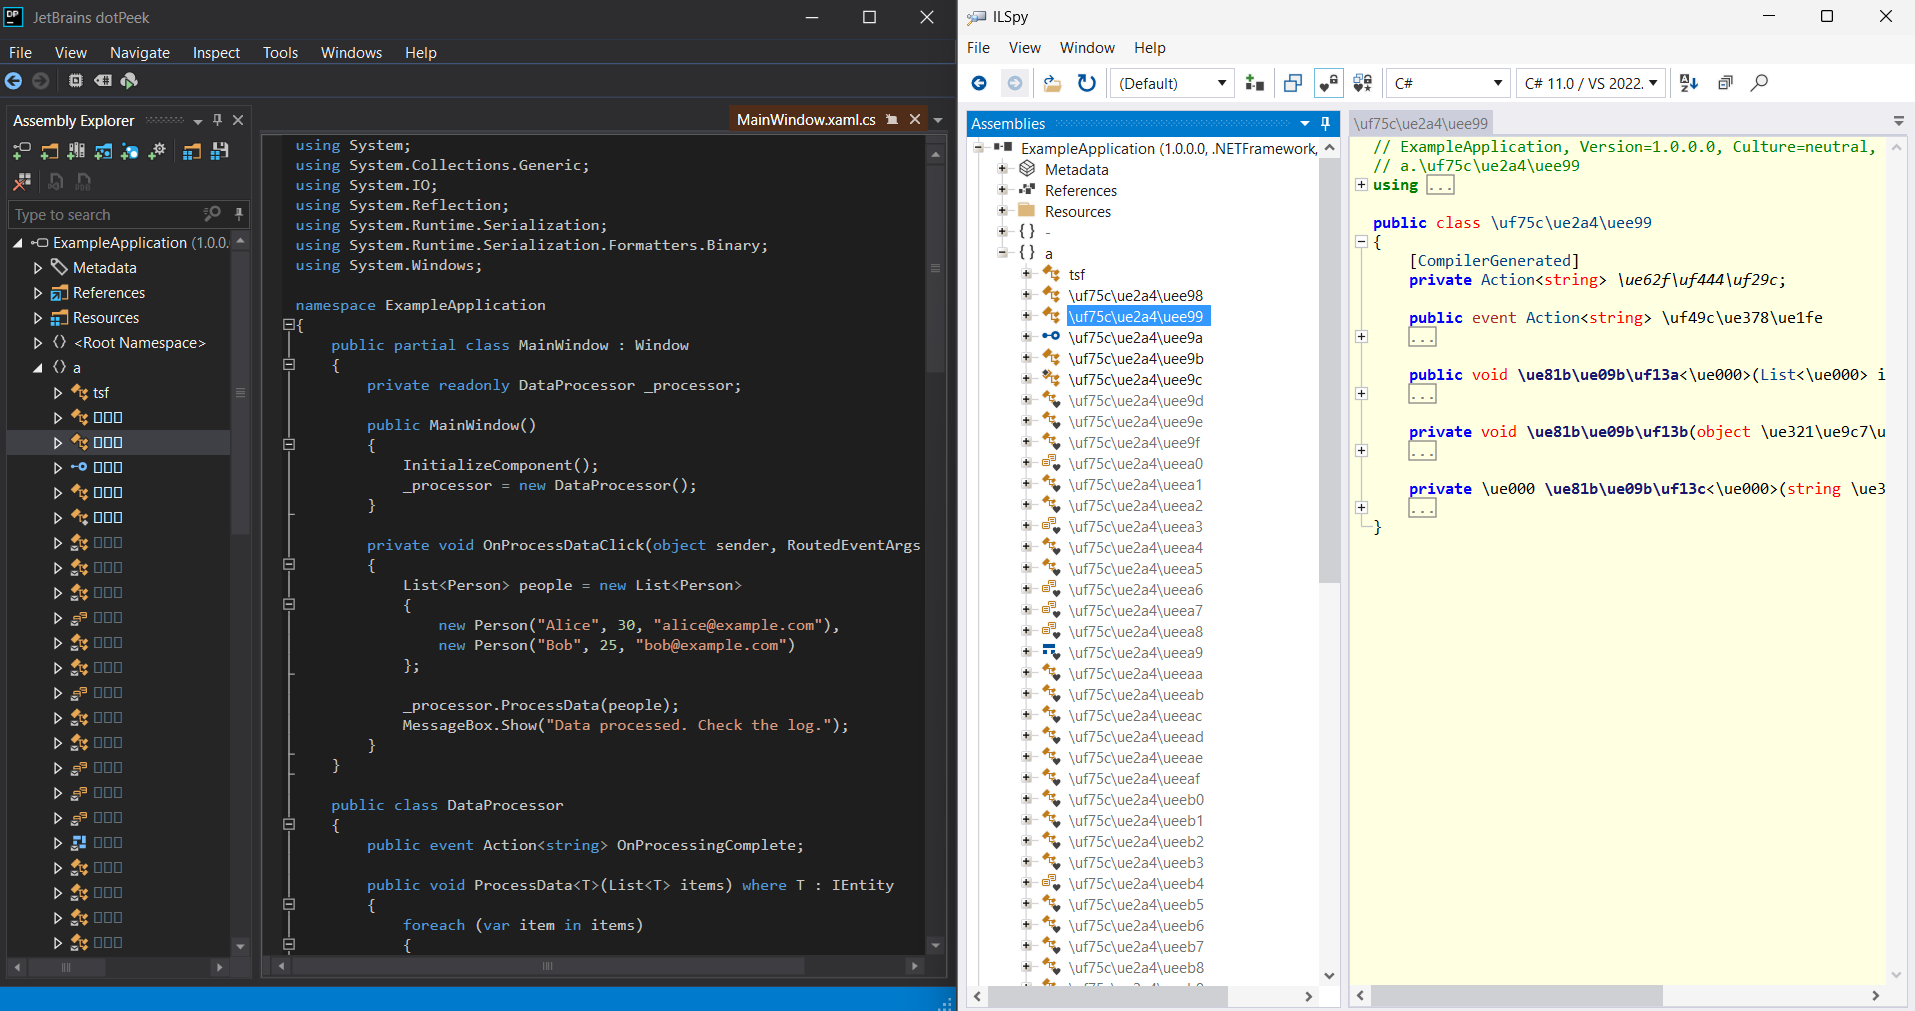 JetBrains dotPeek
File View Navigate Inspect Tools Windows Help
Assembly Explorer
Type to search
ExampleApplication (1.0.0.
Metadata
References
Resources
<Root Namespace>
a
tsf
MainWindow.xaml.cs
using System;
using System.Collections.Generic;
using System.IO;
using System.Reflection;
using System.Runtime.Serialization;
using System.Runtime.Serialization.Formatters.Binary;
using System.Windows;
namespace ExampleApplication
{
public partial class MainWindow : Window
{
private readonly DataProcessor _processor;
public MainWindow()
{
InitializeComponent();
_processor = new DataProcessor();
}
private void OnProcessDataClick(object sender, RoutedEventArgs
{
List<Person> people = new List<Person>
{
new Person("Alice", 30, "alice@example.com"),
new Person("Bob", 25, "bob@example.com")
};
_processor.ProcessData(people);
MessageBox.Show("Data processed. Check the log.");
}
}
public class DataProcessor
{
public event Action<string> OnProcessingComplete;
public void ProcessData<T>(List<T> items) where T : IEntity
{
foreach (var item in items)
{
ILSpy
File View Window Help
(Default) C# C# 11.0 / VS 2022.
Assemblies
ExampleApplication (1.0.0.0, .NETFramework,
Metadata
References
Resources
{ } -
{ } a
tsf
\uf75c\ue2a4\uee98
\uf75c\ue2a4\uee99
\uf75c\ue2a4\uee9a
\uf75c\ue2a4\uee9b
\uf75c\ue2a4\uee9c
\uf75c\ue2a4\uee9d
\uf75c\ue2a4\uee9e
\uf75c\ue2a4\uee9f
\uf75c\ue2a4\ueea0
\uf75c\ue2a4\ueea1
\uf75c\ue2a4\ueea2
\uf75c\ue2a4\ueea3
\uf75c\ue2a4\ueea4
\uf75c\ue2a4\ueea5
\uf75c\ue2a4\ueea6
\uf75c\ue2a4\ueea7
\uf75c\ue2a4\ueea8
\uf75c\ue2a4\ueea9
\uf75c\ue2a4\ueeaa
\uf75c\ue2a4\ueeab
\uf75c\ue2a4\ueeac
\uf75c\ue2a4\ueead
\uf75c\ue2a4\ueeae
\uf75c\ue2a4\ueeaf
\uf75c\ue2a4\ueeb0
\uf75c\ue2a4\ueeb1
\uf75c\ue2a4\ueeb2
\uf75c\ue2a4\ueeb3
\uf75c\ue2a4\ueeb4
\uf75c\ue2a4\ueeb5
\uf75c\ue2a4\ueeb6
\uf75c\ue2a4\ueeb7
\uf75c\ue2a4\ueeb8
\uf75c\ue2a4\uee99
// ExampleApplication, Version=1.0.0.0, Culture=neutral,
// a.\uf75c\ue2a4\uee99
using ...
public class \uf75c\ue2a4\uee99
{
[CompilerGenerated]
private Action<string> \ue62f\uf444\uf29c;
public event Action<string> \uf49c\ue378\ue1fe
...
public void \ue81b\ue09b\uf13a<\ue000>(List<\ue000> i
...
private void \ue81b\ue09b\uf13b(object \ue321\ue9c7\u
...
private \ue000 \ue81b\ue09b\uf13c<\ue000>(string \ue3
...
}